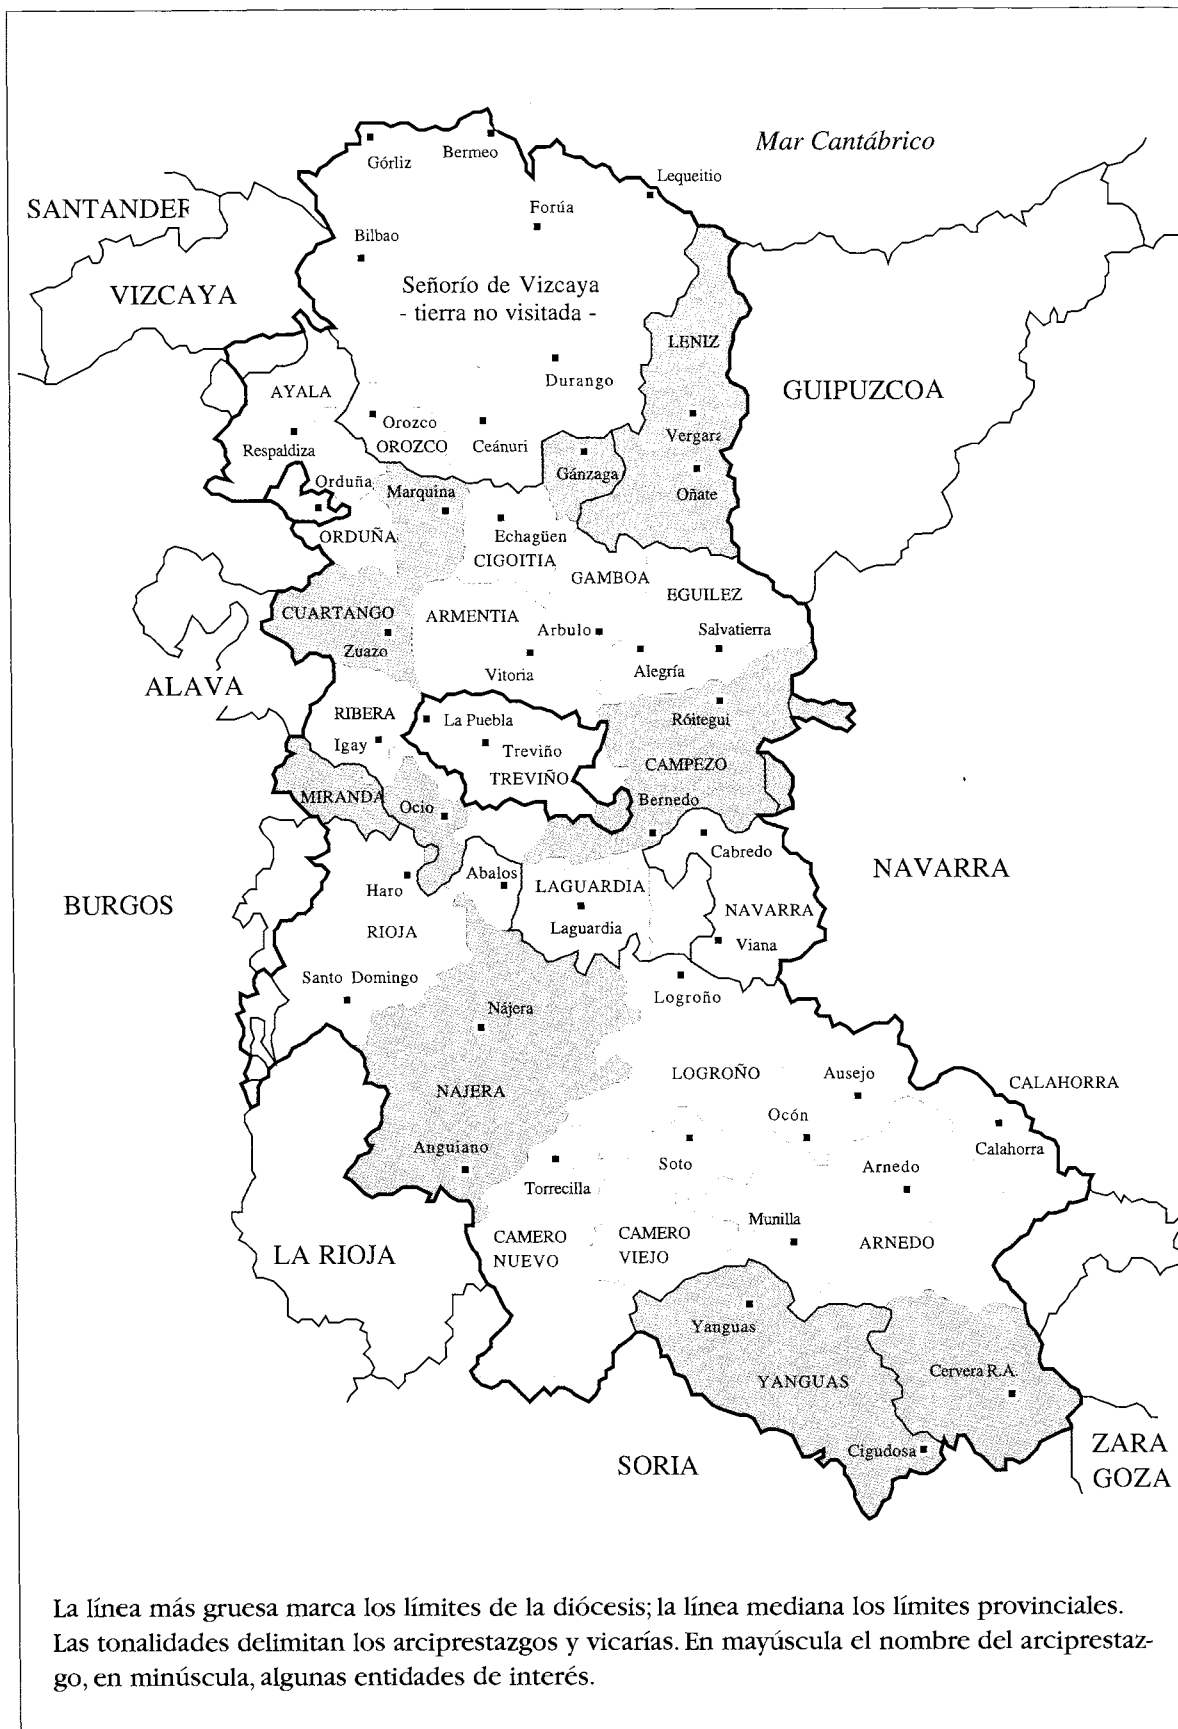 Mar Cantábrico
Górliz
Bermeo
Lequeitio
SANTANDER
Forúa
Bilbao
VIZCAYA
Señorío de Vizcaya
- tierra no visitada -
LENIZ
Durango
GUIPUZCOA
AYALA
Orozco
OROZCO
Ceánuri
Vergara
Respaldiza
Gánzaga
Orduña
Marquina
Oñate
ORDUÑA
Echagüen
CIGOITIA
GAMBOA
EGUILEZ
CUARTANGO
ARMENTIA
Arbulo
Salvatierra
Zuazo
Vitoria
Alegría
ALAVA
RIBERA
La Puebla
Róitegui
Igay
Treviño
TREVIÑO
CAMPEZO
MIRANDA
Ocio
Bernedo
Cabredo
NAVARRA
Haro
Abalos
LAGUARDIA
BURGOS
RIOJA
Laguardia
NAVARRA
Viana
Santo Domingo
Logroño
Nájera
LOGROÑO
Ausejo
CALAHORRA
NAJERA
Ocón
Calahorra
Anguiano
Soto
Arnedo
Torrecilla
Munilla
CAMERO
NUEVO
CAMERO
VIEJO
ARNEDO
LA RIOJA
Yanguas
YANGUAS
Cervera R.A.
Cigudosa
SORIA
ZARA
GOZA
La línea más gruesa marca los límites de la diócesis; la línea mediana los límites provinciales.
Las tonalidades delimitan los arciprestazgos y vicarías. En mayúscula el nombre del arciprestaz-
go, en minúscula, algunas entidades de interés.